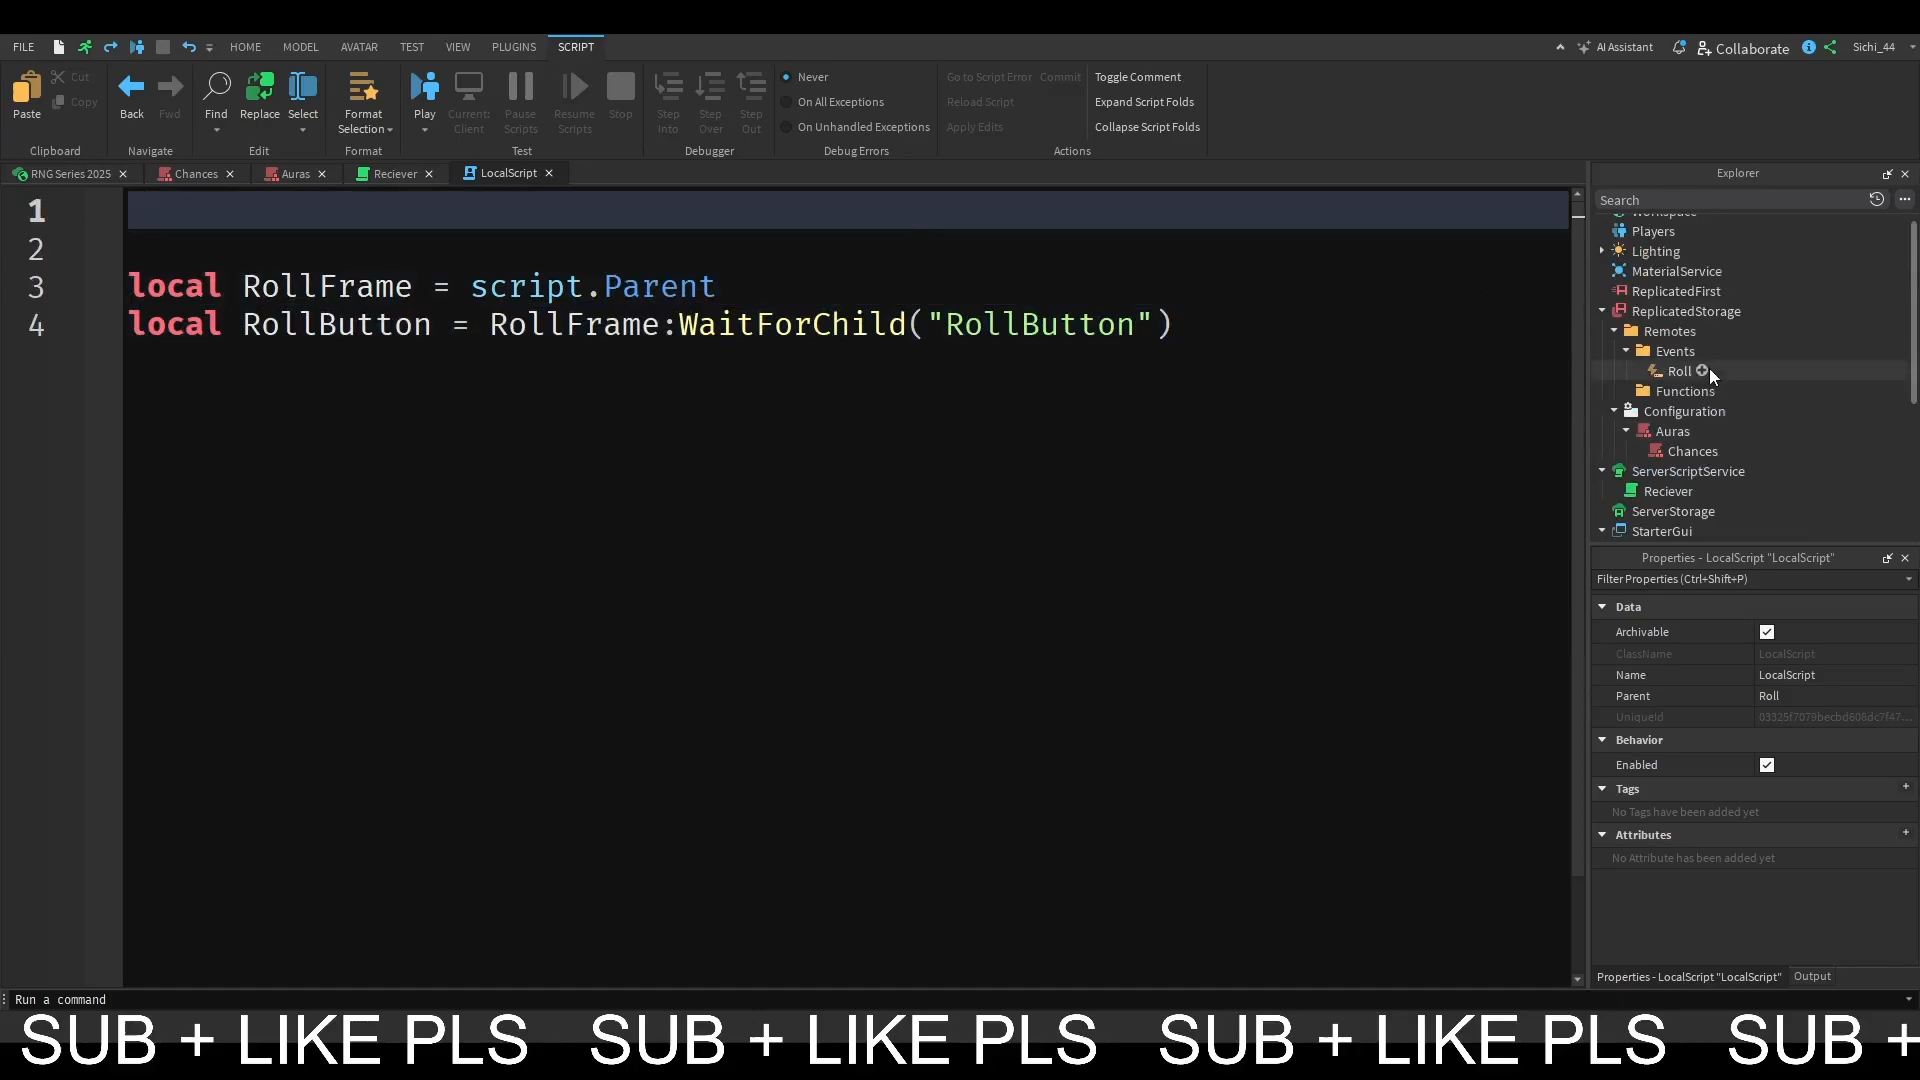 FILE HOME MODEL AVATAR TEST VIEW PLUGINS SCRIPT AI Assistant Collaborate Sichi_44
Paste Cut Copy Back Fwd Find Replace Select Format Selection Play Current: Client Pause Scripts Resume Scripts Stop Step Into Step Over Step Out
Never Go to Script Error Commit Toggle Comment
On All Exceptions Reload Script Expand Script Folds
On Unhandled Exceptions Apply Edits Collapse Script Folds
Clipboard Navigate Edit Format Test Debugger Debug Errors Actions
RNG Series 2025 Chances Auras Reciever LocalScript
1
2
3 local RollFrame = script.Parent
4 local RollButton = RollFrame:WaitForChild("RollButton")
Explorer
Search
Workspace
Players
Lighting
MaterialService
ReplicatedFirst
ReplicatedStorage
Remotes
Events
Roll
Functions
Configuration
Auras
Chances
ServerScriptService
Reciever
ServerStorage
StarterGui
Properties - LocalScript "LocalScript"
Filter Properties (Ctrl+Shift+P)
Data
Archivable
ClassName LocalScript
Name LocalScript
Parent Roll
UniqueId 03325f7079becbd608dc7f47...
Behavior
Enabled
Tags +
No Tags have been added yet
Attributes +
No Attribute has been added yet
Properties - LocalScript "LocalScript" Output
Run a command
SUB + LIKE PLS SUB + LIKE PLS SUB + LIKE PLS SUB +